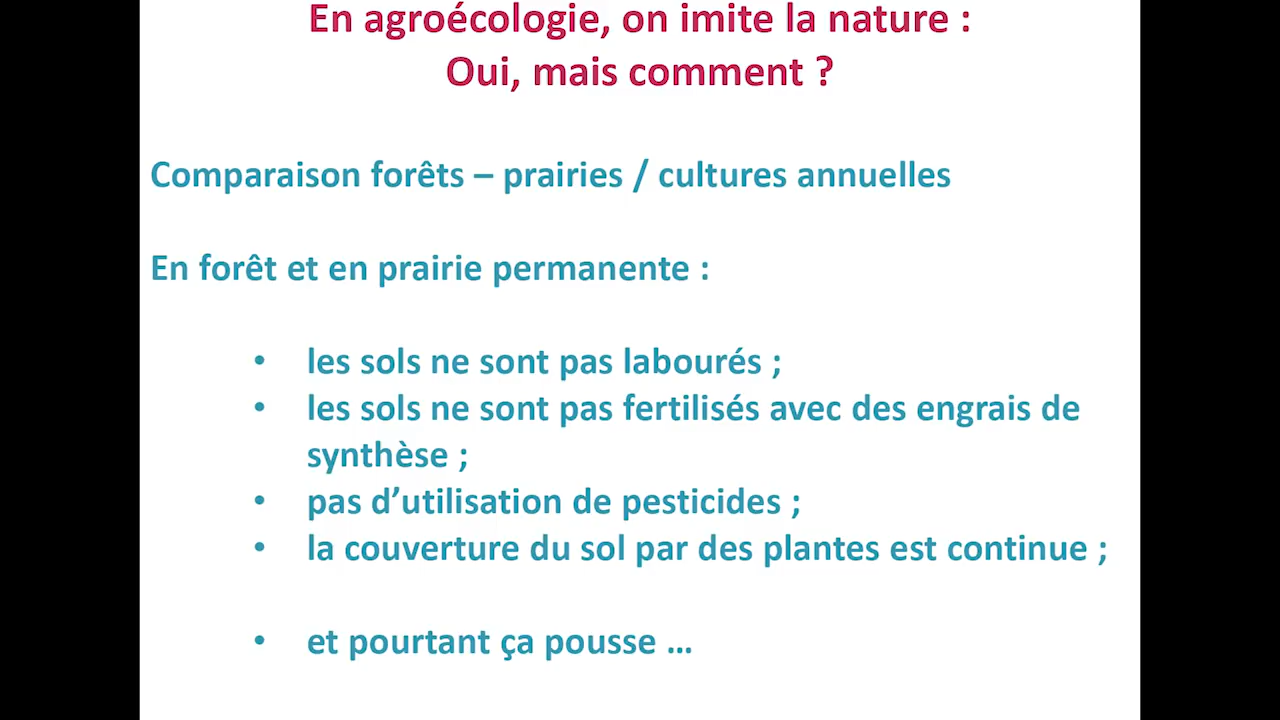 En agroécologie, on imite la nature :
Oui, mais comment ?
Comparaison forêts – prairies / cultures annuelles
En forêt et en prairie permanente :
• les sols ne sont pas labourés ;
• les sols ne sont pas fertilisés avec des engrais de
synthèse ;
• pas d’utilisation de pesticides ;
• la couverture du sol par des plantes est continue ;
• et pourtant ça pousse …